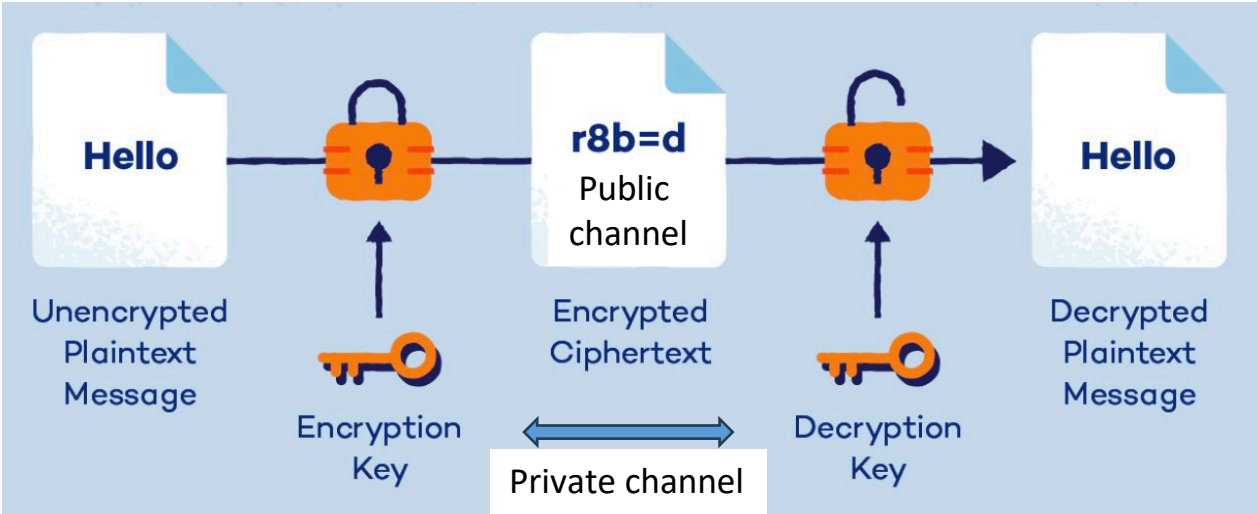 Hello
r8b=d
Public
channel
Hello
Unencrypted
Plaintext
Message
Encrypted
Ciphertext
Decrypted
Plaintext
Message
Encryption
Key
Private channel
Decryption
Key